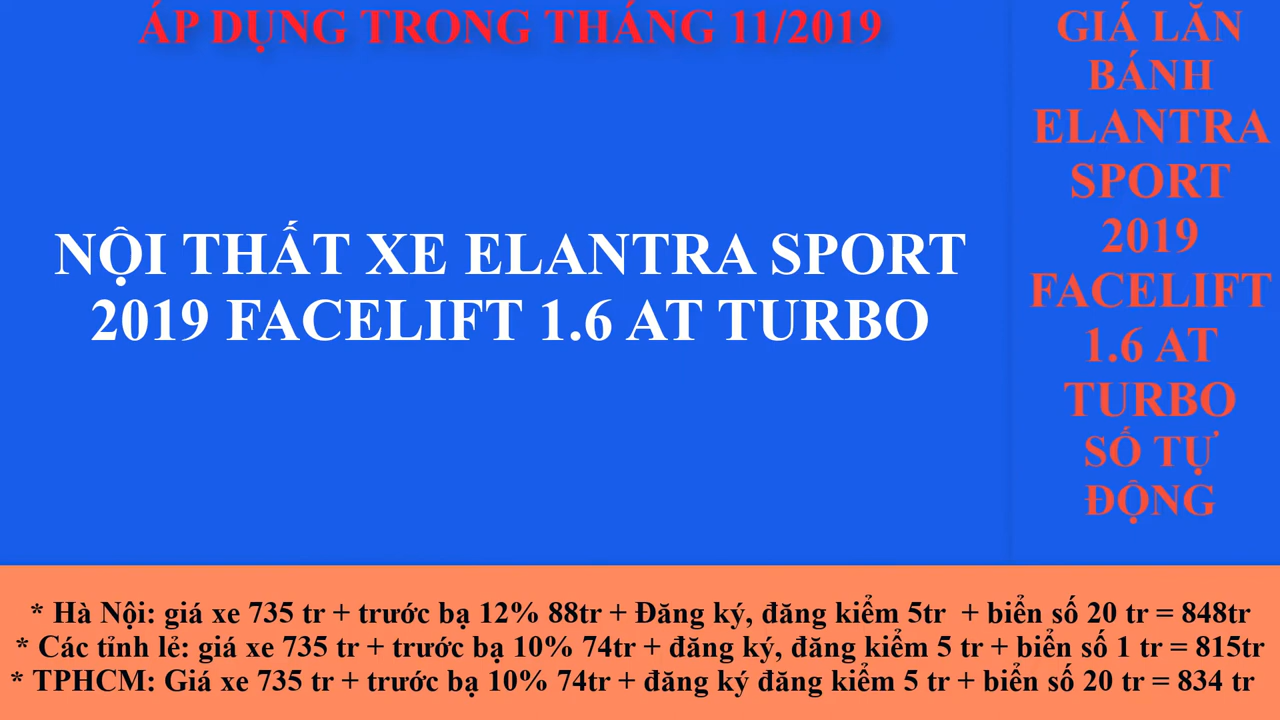 ÁP DỤNG TRONG THÁNG 11/2019
NỘI THẤT XE ELANTRA SPORT
2019 FACELIFT 1.6 AT TURBO
GIÁ LĂN
BÁNH
ELANTRA
SPORT
2019
FACELIFT
1.6 AT
TURBO
SỐ TỰ
ĐỘNG
* Hà Nội: giá xe 735 tr + trước bạ 12% 88tr + Đăng ký, đăng kiểm 5tr + biển số 20 tr = 848tr
* Các tỉnh lẻ: giá xe 735 tr + trước bạ 10% 74tr + đăng ký, đăng kiểm 5 tr + biển số 1 tr = 815tr
* TPHCM: Giá xe 735 tr + trước bạ 10% 74tr + đăng ký đăng kiểm 5 tr + biển số 20 tr = 834 tr